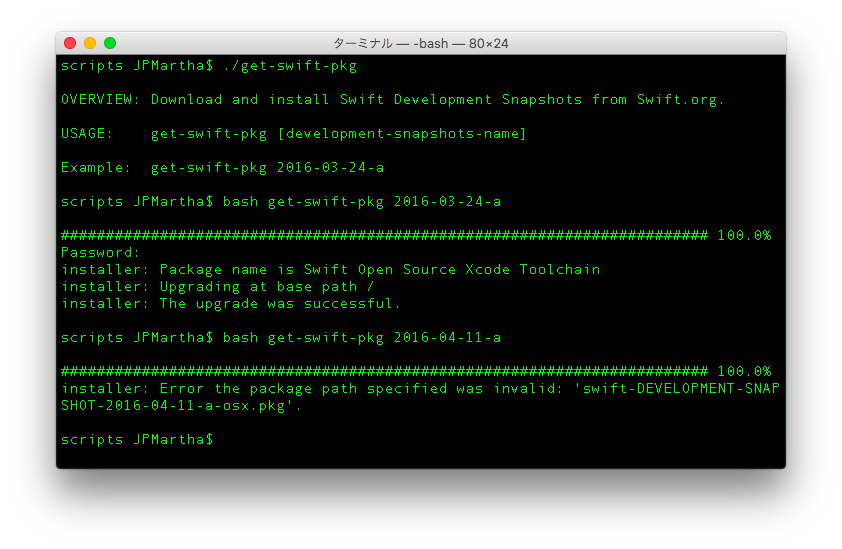 ターミナル — -bash — 80×24
scripts JPMartha$ ./get-swift-pkg
OVERVIEW: Download and install Swift Development Snapshots from Swift.org.
USAGE:    get-swift-pkg [development-snapshots-name]
Example:  get-swift-pkg 2016-03-24-a
scripts JPMartha$ bash get-swift-pkg 2016-03-24-a
######################################################################## 100.0%
Password:
installer: Package name is Swift Open Source Xcode Toolchain
installer: Upgrading at base path /
installer: The upgrade was successful.
scripts JPMartha$ bash get-swift-pkg 2016-04-11-a
######################################################################## 100.0%
installer: Error the package path specified was invalid: 'swift-DEVELOPMENT-SNAP
SHOT-2016-04-11-a-osx.pkg'.
scripts JPMartha$